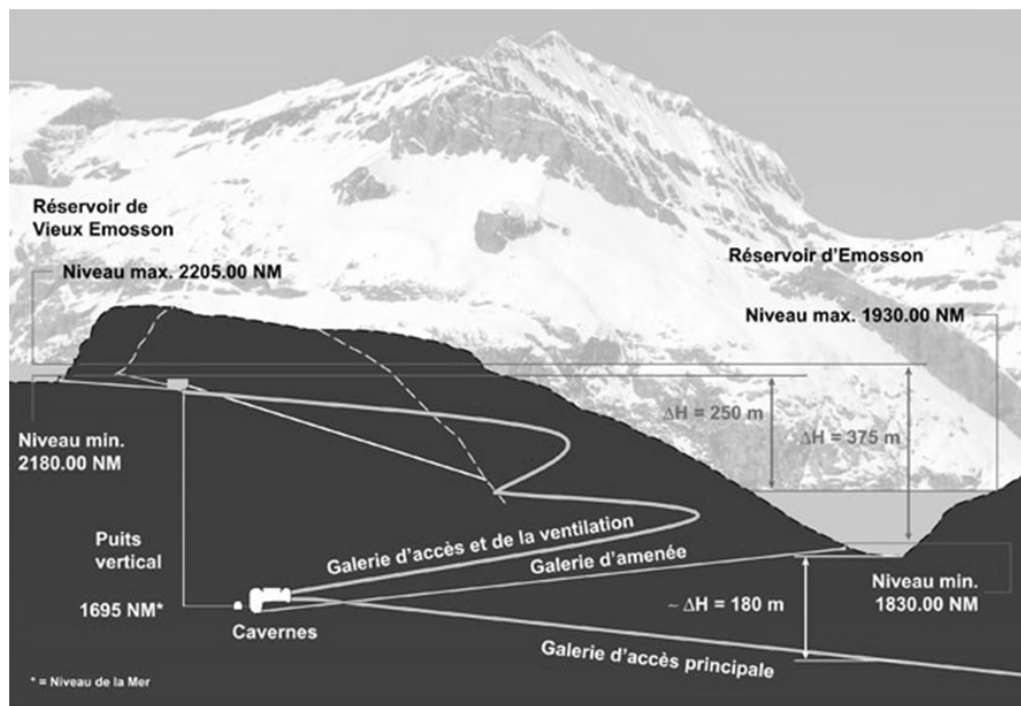 Réservoir de
Vieux Emosson
Niveau max. 2205.00 NM
Réservoir d'Emosson
Niveau max. 1930.00 NM
ΔH = 250 m
ΔH = 375 m
Niveau min.
2180.00 NM
Puits
vertical
Galerie d'accès et de la ventilation
Galerie d'amenée
1695 NM*
Cavernes
~ ΔH = 180 m
Niveau min.
1830.00 NM
Galerie d'accès principale
* = Niveau de la Mer